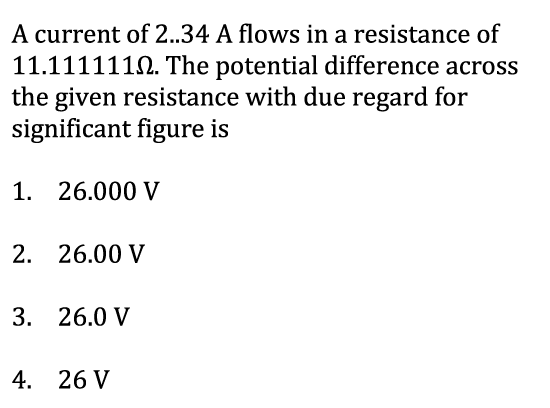 A current of 2..34 A flows in a resistance of
11.111111Ω. The potential difference across
the given resistance with due regard for
significant figure is
1. 26.000 V
2. 26.00 V
3. 26.0 V
4. 26 V